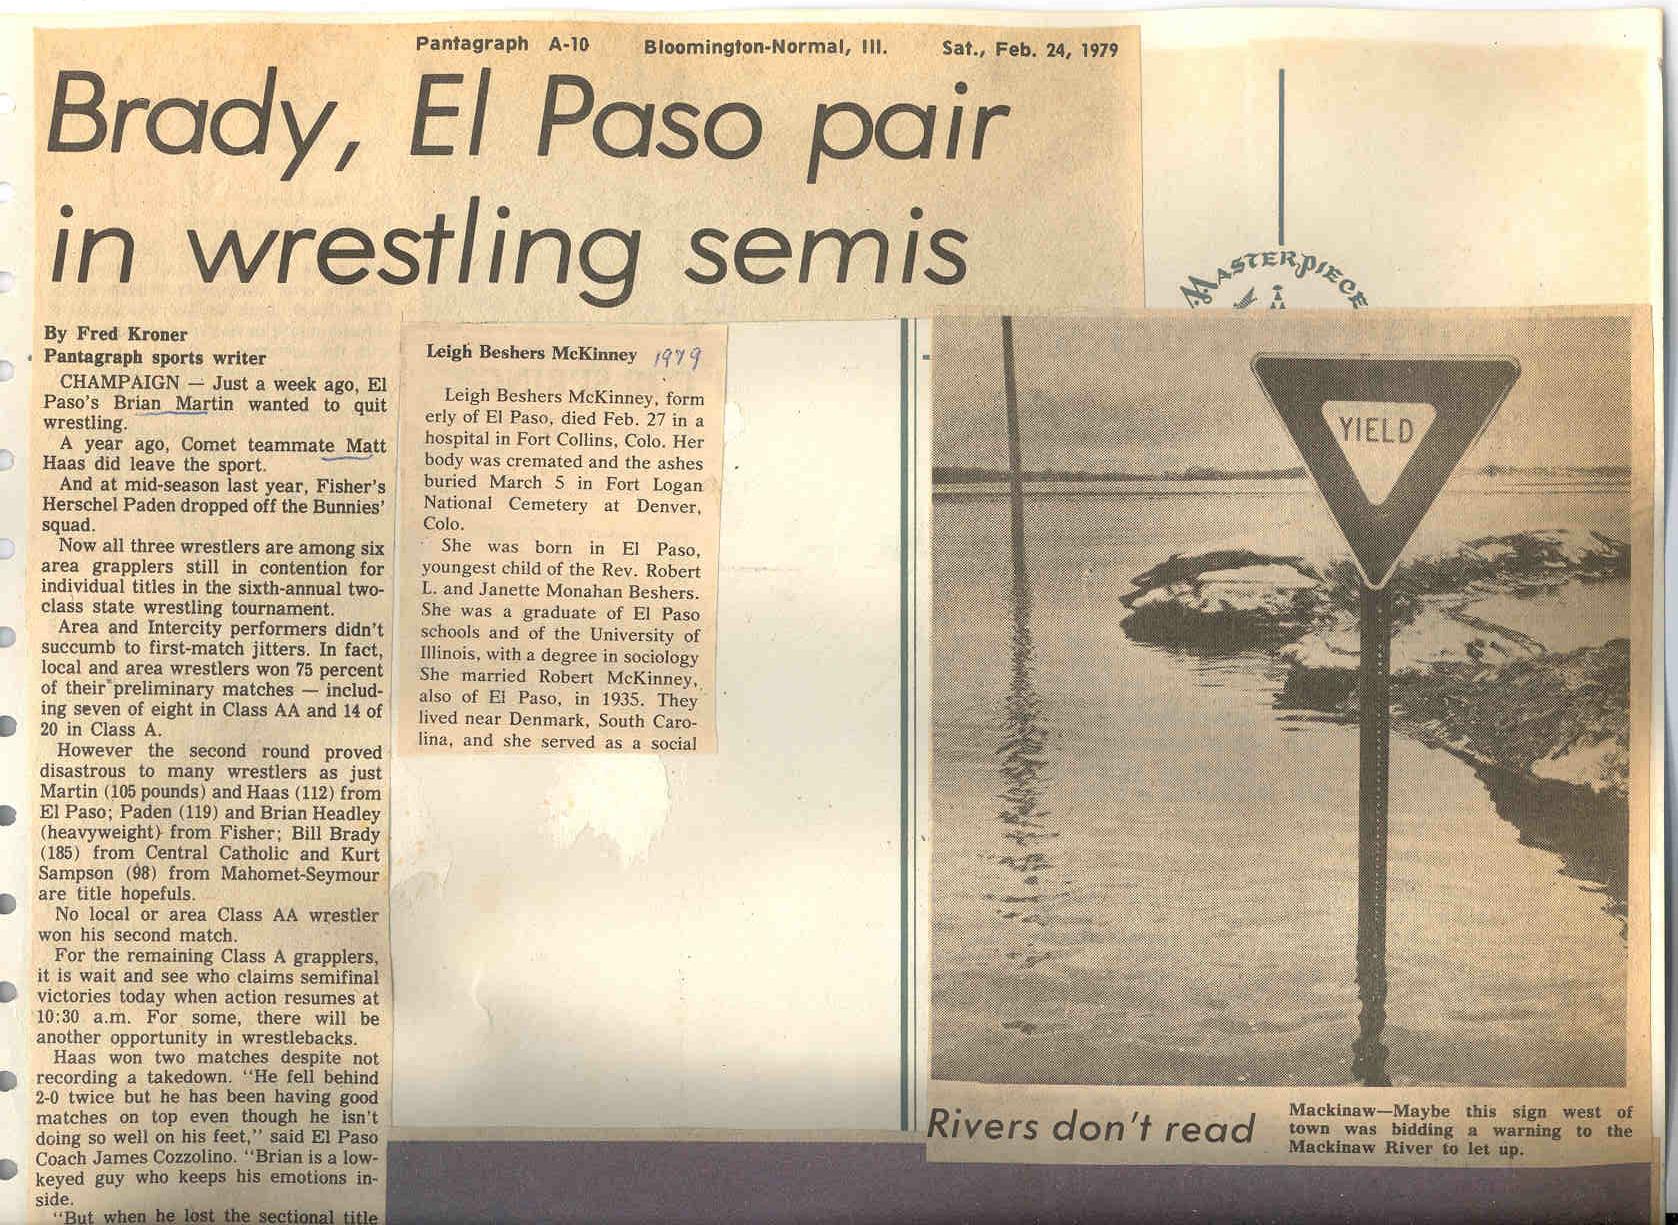 Pantagraph A-10 Bloomington-Normal, Ill. Sat., Feb. 24, 1979
Brady, El Paso pair
in wrestling semis
By Fred Kroner
Pantagraph sports writer
CHAMPAIGN — Just a week ago, El
Paso's Brian Martin wanted to quit
wrestling.
A year ago, Comet teammate Matt
Haas did leave the sport.
And at mid-season last year, Fisher's
Herschel Paden dropped off the Bunnies'
squad.
Now all three wrestlers are among six
area grapplers still in contention for
individual titles in the sixth-annual two-
class state wrestling tournament.
Area and Intercity performers didn't
succumb to first-match jitters. In fact,
local and area wrestlers won 75 percent
of their preliminary matches — includ-
ing seven of eight in Class AA and 14 of
20 in Class A.
However the second round proved
disastrous to many wrestlers as just
Martin (105 pounds) and Haas (112) from
El Paso; Paden (119) and Brian Headley
(heavyweight) from Fisher; Bill Brady
(185) from Central Catholic and Kurt
Sampson (98) from Mahomet-Seymour
are title hopefuls.
No local or area Class AA wrestler
won his second match.
For the remaining Class A grapplers,
it is wait and see who claims semifinal
victories today when action resumes at
10:30 a.m. For some, there will be
another opportunity in wrestlebacks.
Haas won two matches despite not
recording a takedown. "He fell behind
2-0 twice but he has been having good
matches on top even though he isn't
doing so well on his feet," said El Paso
Coach James Cozzolino. "Brian is a low-
keyed guy who keeps his emotions in-
side.
"But when he lost the sectional title
Leigh Beshers McKinney 1979
Leigh Beshers McKinney, form
erly of El Paso, died Feb. 27 in a
hospital in Fort Collins, Colo. Her
body was cremated and the ashes
buried March 5 in Fort Logan
National Cemetery at Denver,
Colo.
She was born in El Paso,
youngest child of the Rev. Robert
L. and Janette Monahan Beshers.
She was a graduate of El Paso
schools and of the University of
Illinois, with a degree in sociology
She married Robert McKinney,
also of El Paso, in 1935. They
lived near Denmark, South Caro-
lina, and she served as a social
MASTERPIECE
YIELD
Rivers don't read
Mackinaw—Maybe this sign west of
town was bidding a warning to the
Mackinaw River to let up.